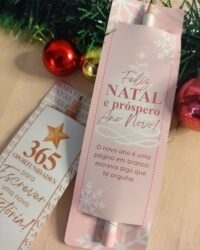 Feliz
NATAL
e próspero
Ano Novo!
O novo ano é uma
página em branco:
escreva algo que
te orgulhe.
365
OPORTUNIDADES
para
escrever
uma nova
história!